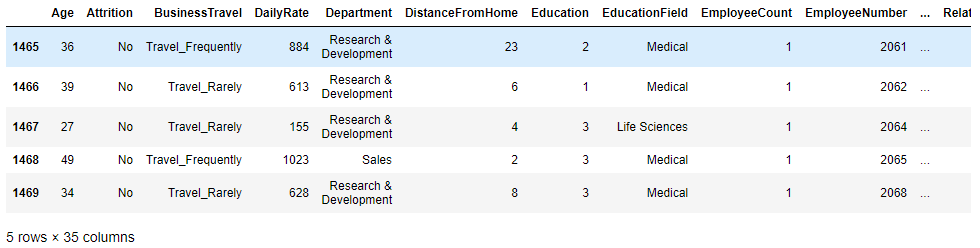 Age Attrition BusinessTravel DailyRate Department DistanceFromHome Education EducationField EmployeeCount EmployeeNumber ... Relat
1465 36 No Travel_Frequently 884 Research & Development 23 2 Medical 1 2061 ...
1466 39 No Travel_Rarely 613 Research & Development 6 1 Medical 1 2062 ...
1467 27 No Travel_Rarely 155 Research & Development 4 3 Life Sciences 1 2064 ...
1468 49 No Travel_Frequently 1023 Sales 2 3 Medical 1 2065 ...
1469 34 No Travel_Rarely 628 Research & Development 8 3 Medical 1 2068 ...
5 rows × 35 columns